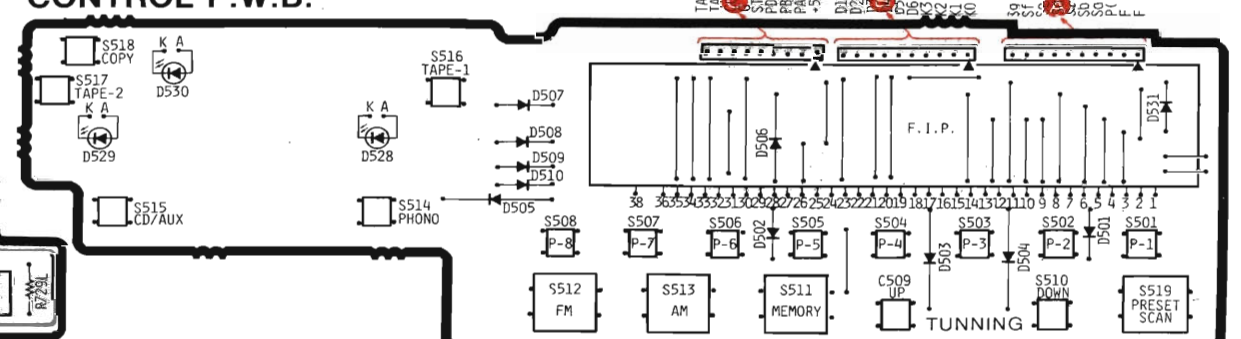 CONTROL P.W.B.
S518
COPY
K A
D530
S517
TAPE-2
K A
D529
S516
TAPE-1
K A
D528
D507
D508
D509
D510
D505
S515
CD/AUX
S514
PHONO
F.I.P.
D506
D531
38 36 35 34 33 32 31 30 29 28 27 26 25 24 23 22 21 20 19 18 17 16 15 14 13 12 11 10 9 8 7 6 5 4 3 2 1
S508
P-8
S507
P-7
S506
P-6
D502
S505
P-5
S504
P-4
D503
S503
P-3
D504
S502
P-2
D501
S501
P-1
S512
FM
S513
AM
S511
MEMORY
C509
UP
TUNNING
S510
DOWN
S519
PRESET
SCAN
R729L